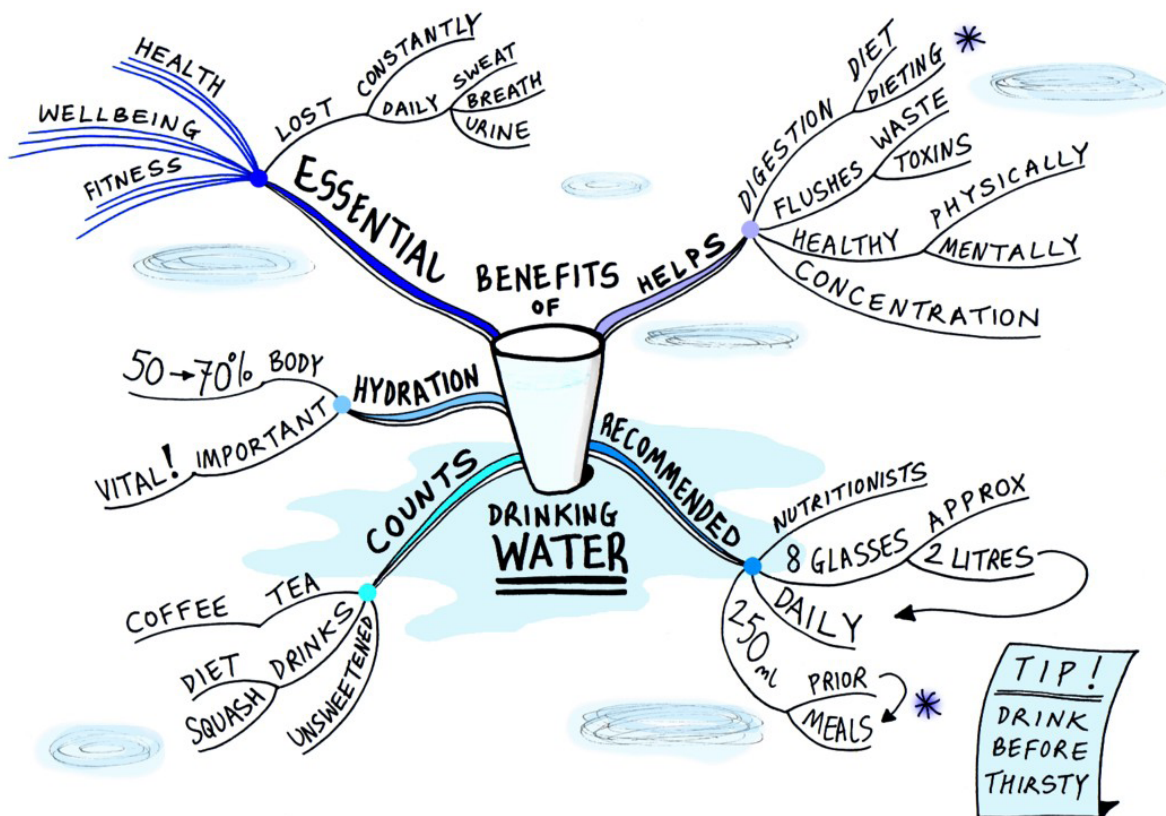 BENEFITS
OF
DRINKING
WATER
ESSENTIAL
HEALTH
WELLBEING
FITNESS
LOST
CONSTANTLY
DAILY
SWEAT
BREATH
URINE
HELPS
DIGESTION
DIET
DIETING
FLUSHES
WASTE
TOXINS
HEALTHY
PHYSICALLY
MENTALLY
CONCENTRATION
HYDRATION
50→70% BODY
VITAL! IMPORTANT
COUNTS
COFFEE TEA
DRINKS
DIET
SQUASH
UNSWEETENED
RECOMMENDED
NUTRITIONISTS
8 GLASSES
APPROX
2 LITRES
DAILY
250 ml
PRIOR
MEALS
TIP!
DRINK
BEFORE
THIRSTY